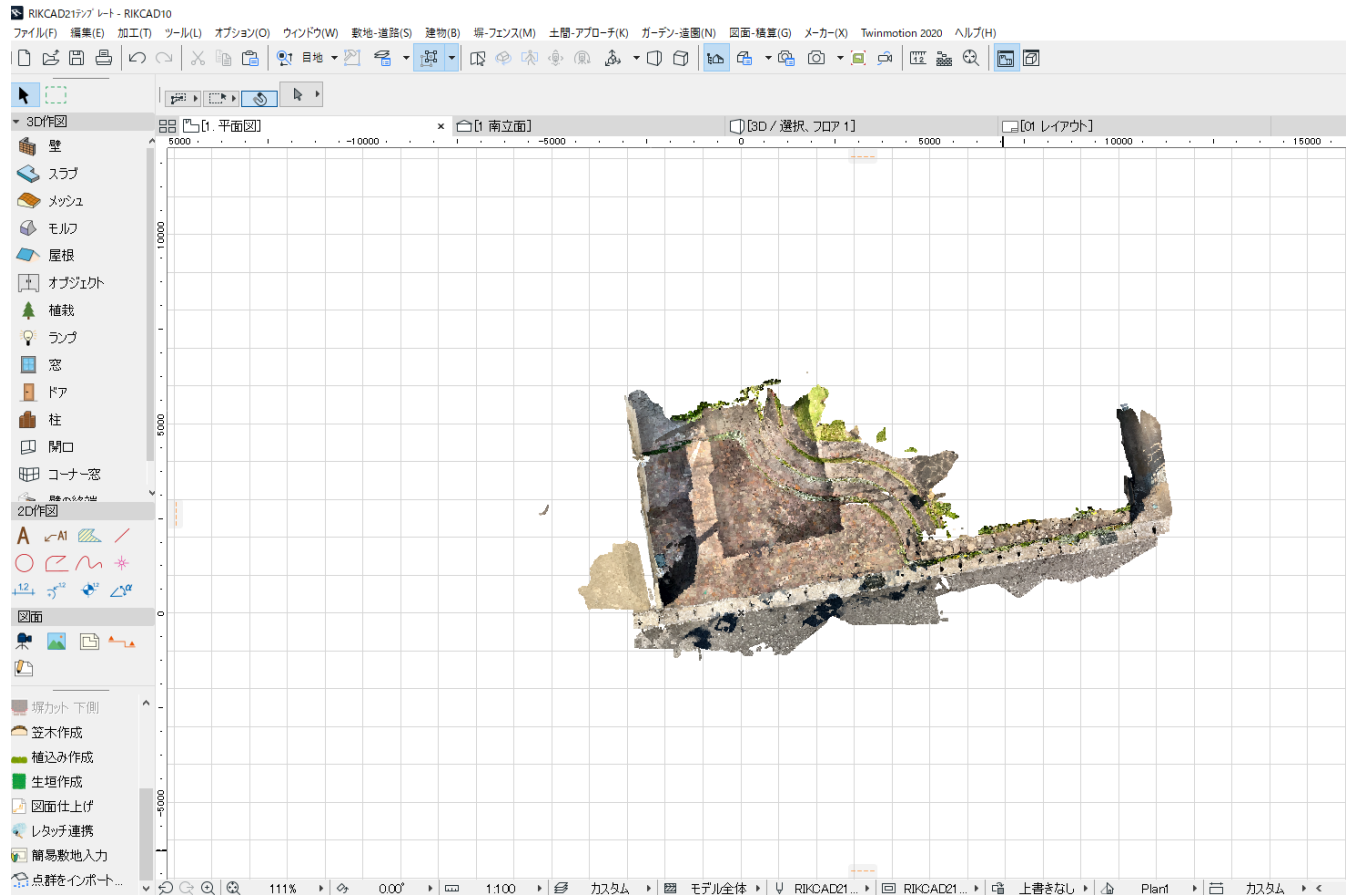 RIKCAD21テンプレート - RIKCAD10
ファイル(F) 編集(E) 加工(T) ツール(L) オプション(O) ウィンドウ(W) 敷地-道路(S) 建物(B) 塀-フェンス(M) 土間-アプローチ(K) ガーデン-造園(N) 図面-積算(G) メーカー(X) Twinmotion 2020 ヘルプ(H)
目地
3D作図
[1. 平面図] × [1 南立面] [3D / 選択、フロア 1] [01 レイアウト]
5000 -10000 -5000 0 5000 10000 15000
壁
スラブ
メッシュ
モルフ
屋根
オブジェクト
植栽
ランプ
窓
ドア
柱
開口
コーナー窓
2D作図
A A1
1.2
図面
塀カット 下側
笠木作成
植込み作成
生垣作成
図面仕上げ
レタッチ連携
簡易敷地入力
点群をインポート...
10000
5000
0
-5000
111% 0.00° 1:100 カスタム モデル全体 RIKCAD21... RIKCAD21... 上書きなし Plan1 カスタム